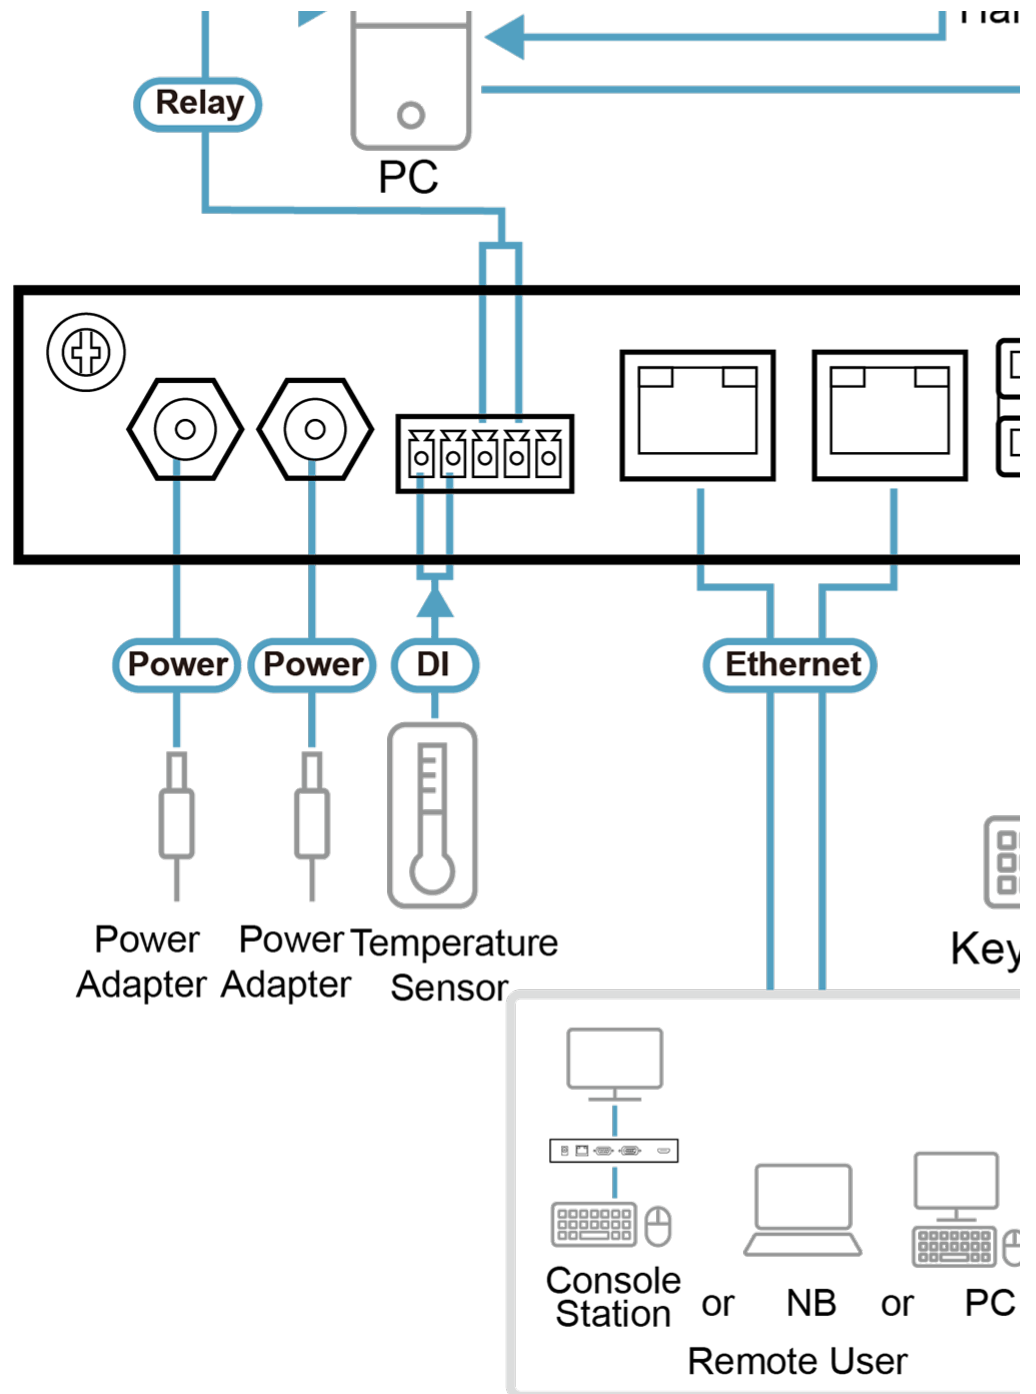 Relay
PC
Power
Power
DI
Ethernet
Power
Adapter
Power
Adapter
Temperature
Sensor
Console
Station
or
NB
or
PC
Remote User